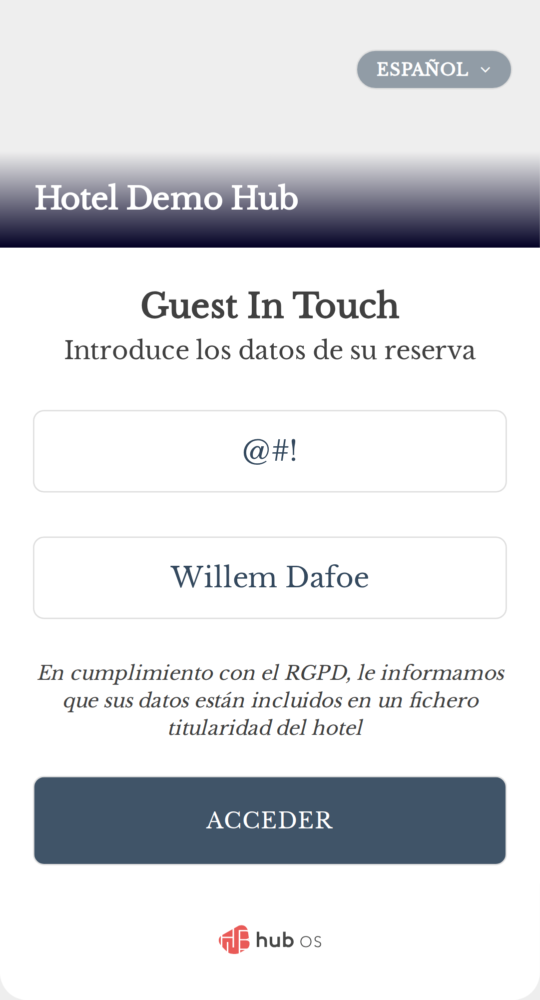 ESPAÑOL
Hotel Demo Hub
Guest In Touch
Introduce los datos de su reserva
@#!
Willem Dafoe
En cumplimiento con el RGPD, le informamos
que sus datos están incluidos en un fichero
titularidad del hotel
ACCEDER
hub os